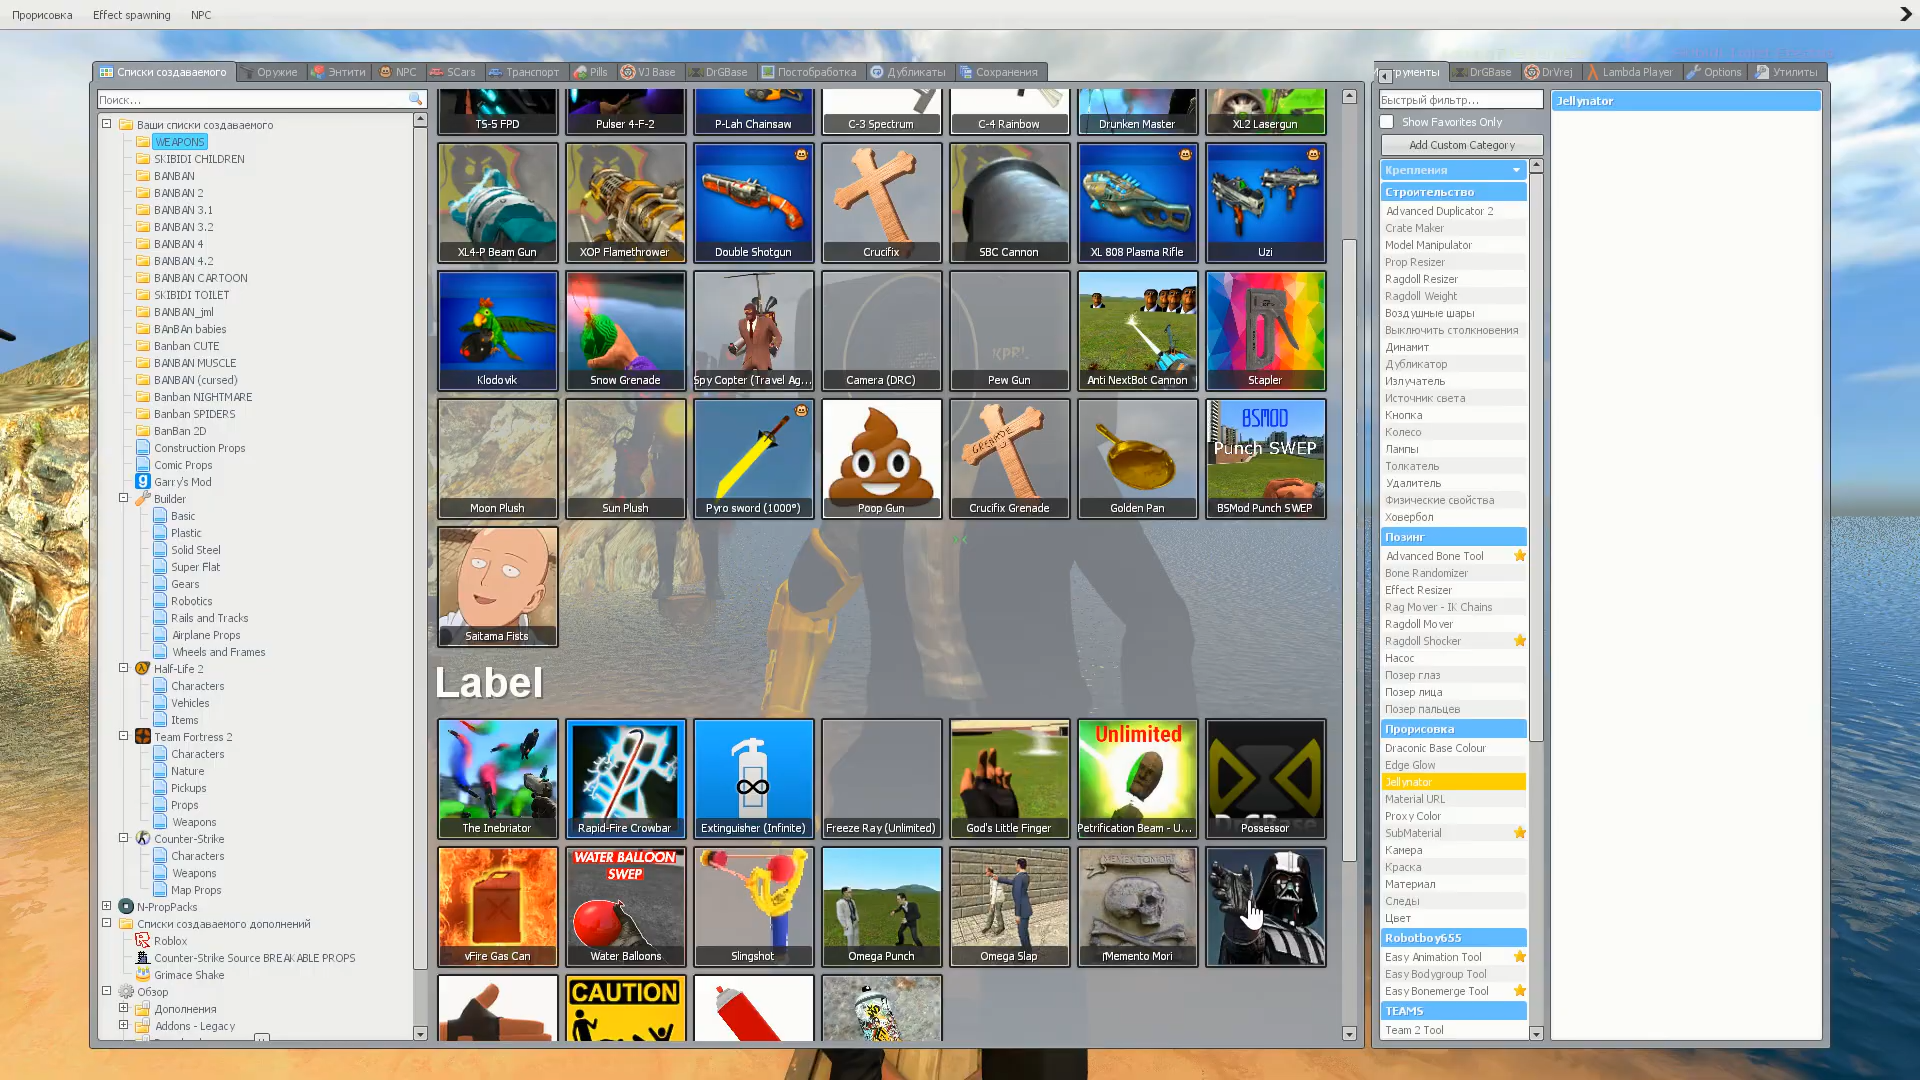 Прорисовка Effect spawning NPC
Списки создаваемого Оружие Энтити NPC SCars Транспорт Pills VJ Base DrGBase Постобработка Дубликаты Сохранения
Поиск...
Ваши списки создаваемого
WEAPONS
SKIBIDI CHILDREN
BANBAN
BANBAN 2
BANBAN 3.1
BANBAN 3.2
BANBAN 4
BANBAN 4.2
BANBAN CARTOON
SKIBIDI TOILET
BANBAN_jml
BAnBAn babies
Banban CUTE
BANBAN MUSCLE
BANBAN (cursed)
Banban NIGHTMARE
Banban SPIDERS
BanBan 2D
Construction Props
Comic Props
Garry's Mod
Builder
Basic
Plastic
Solid Steel
Super Flat
Gears
Robotics
Rails and Tracks
Airplane Props
Wheels and Frames
Half-Life 2
Characters
Vehicles
Items
Team Fortress 2
Characters
Nature
Pickups
Props
Weapons
Counter-Strike
Characters
Weapons
Map Props
N-PropPacks
Списки создаваемого дополнений
Roblox
Counter-Strike Source BREAKABLE PROPS
Grimace Shake
Обзор
Дополнения
Addons - Legacy
TS-5 FPD Pulser 4-F-2 P-Lah Chainsaw C-3 Spectrum C-4 Rainbow Drunken Master XL2 Lasergun
XL4-P Beam Gun XOP Flamethrower Double Shotgun Crucifix SBC Cannon XL 808 Plasma Rifle Uzi
Klodovik Snow Grenade Spy Copter (Travel Ag... Camera (DRC) Pew Gun Anti NextBot Cannon Stapler
GRENADE
BSMOD
Punch SWEP
Moon Plush Sun Plush Pyro sword (1000°) Poop Gun Crucifix Grenade Golden Pan BSMod Punch SWEP
Saitama Fists
Label
Unlimited
The Inebriator Rapid-Fire Crowbar Extinguisher (Infinite) Freeze Ray (Unlimited) God's Little Finger Petrification Beam - U... Possessor
WATER BALLOON
SWEP
MEMENTO MORI
vFire Gas Can Water Balloons Slingshot Omega Punch Omega Slap Memento Mori
CAUTION
DrGBase DrVrej Lambda Player Options Утилиты
Быстрый фильтр...
Show Favorites Only
Add Custom Category
Крепления
Строительство
Advanced Duplicator 2
Crate Maker
Model Manipulator
Prop Resizer
Ragdoll Resizer
Ragdoll Weight
Воздушные шары
Выключить столкновения
Динамит
Дубликатор
Излучатель
Источник света
Кнопка
Колесо
Лампы
Толкатель
Удалитель
Физические свойства
Ховербол
Позинг
Advanced Bone Tool
Bone Randomizer
Effect Resizer
Rag Mover - IK Chains
Ragdoll Mover
Ragdoll Shocker
Насос
Позер глаз
Позер лица
Позер пальцев
Прорисовка
Draconic Base Colour
Edge Glow
Jellynator
Material URL
Proxy Color
SubMaterial
Камера
Краска
Материал
Следы
Цвет
Robotboy655
Easy Animation Tool
Easy Bodygroup Tool
Easy Bonemerge Tool
TEAMS
Team 2 Tool
Jellynator